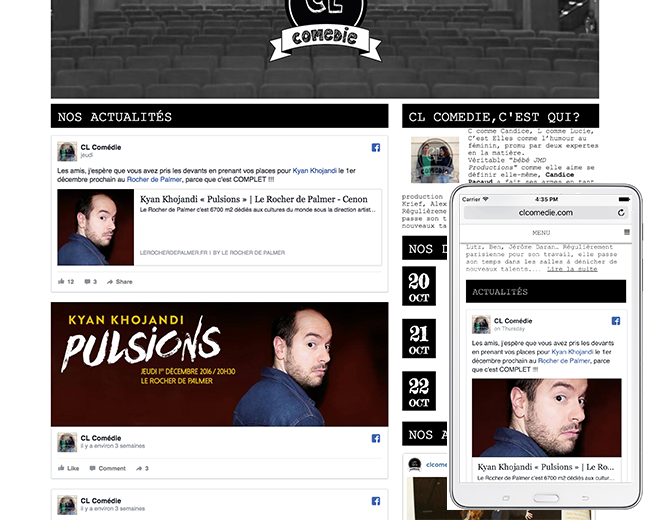 CL
COMEDIE
NOS ACTUALITÉS
CL Comédie
jeudi
Les amis, j'espère que vous avez pris les devants en prenant vos places pour Kyan Khojandi le 1er
décembre prochain au Rocher de Palmer, parce que c'est COMPLET !!!
Kyan Khojandi « Pulsions » | Le Rocher de Palmer - Cenon
Le Rocher de Palmer c'est 8700 m2 dédiés aux cultures du monde sous la direction artist...
LEROCHERDEPALMER.FR | BY LE ROCHER DE PALMER
12 3 Share
KYAN KHOJANDI
PULSIONS
JEUDI 1ER DÉCEMBRE 2016 / 20H30
LE ROCHER DE PALMER
CL Comédie
il y a environ 3 semaines
Like Comment 3
CL Comédie
il y a environ 3 semaines
CL COMEDIE,C'EST QUI?
C comme Candice, L comme Lucie,
C'est Elles comme l'humour au
féminin, promu par deux expertes
en la matière.
Véritable "bébé JMD
Productions" comme elle aime se
définir elle-même, Candice
a fait ses armes en tant
production
Krief, Alex
Régulière
passe son t
nouveaux ta
NOS D
20
OCT
21
OCT
22
OCT
NOS A
clcome
Carrier 4:35 PM
clcomedie.com
MENU
Lutz, Ben, Jérôme Daran… Régulièrement
parisienne pour son travail, elle passe
son temps dans les salles à dénicher de
nouveaux talents... Lire la suite
ACTUALITÉS
CL Comédie
on Thursday
Les amis, j'espère que vous avez pris les devants
en prenant vos places pour Kyan Khojandi le 1er
décembre prochain au Rocher de Palmer, parce
que c'est COMPLET !!!
Kyan Khojandi « Pulsions » | Le Ro...
Le Rocher de Palmer c'est 8700 m2 dédiés aux cultur...